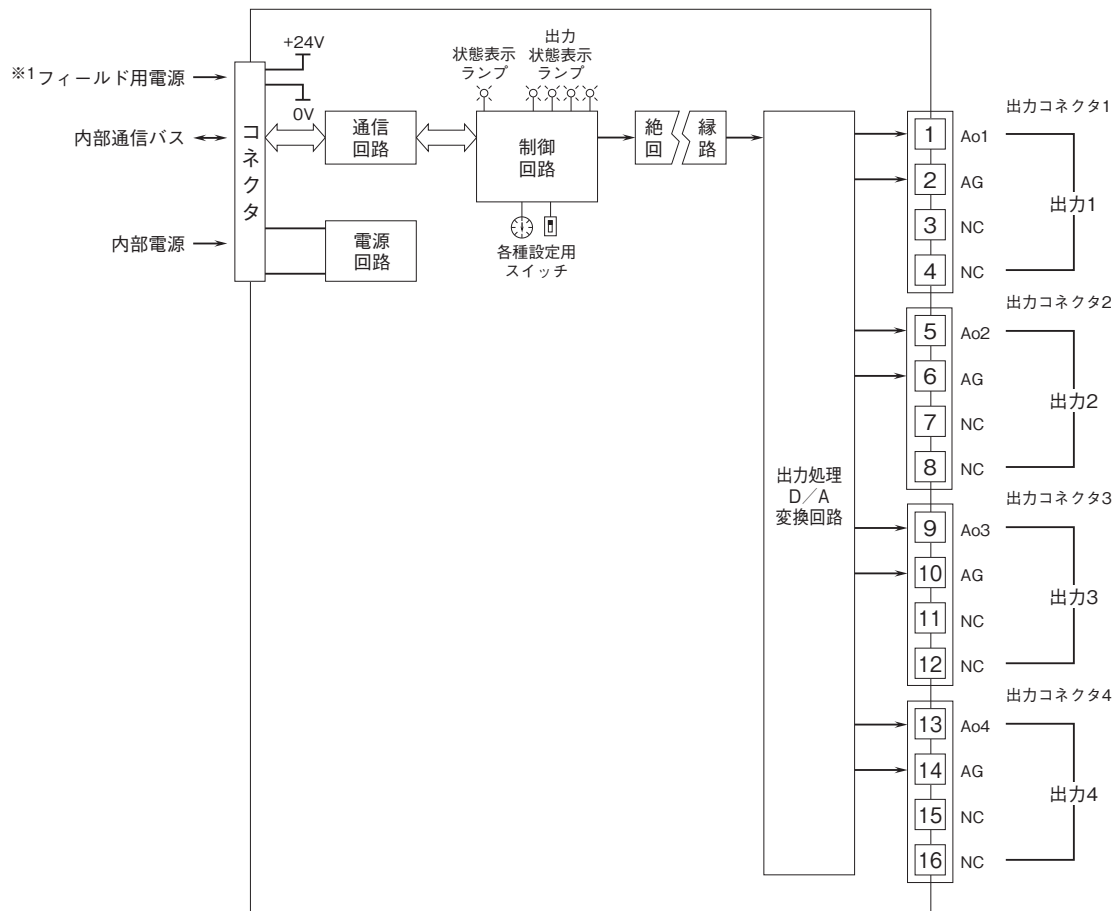 ※1フィールド用電源
内部通信バス
内部電源
コネクタ
+24V
0V
通信
回路
電源
回路
状態表示
ランプ
出力
状態表示
ランプ
制御
回路
各種設定用
スイッチ
絶 縁
回 路
出力処理
D／A
変換回路
出力コネクタ1
1 Ao1
2 AG
3 NC
4 NC
出力1
出力コネクタ2
5 Ao2
6 AG
7 NC
8 NC
出力2
出力コネクタ3
9 Ao3
10 AG
11 NC
12 NC
出力3
出力コネクタ4
13 Ao4
14 AG
15 NC
16 NC
出力4